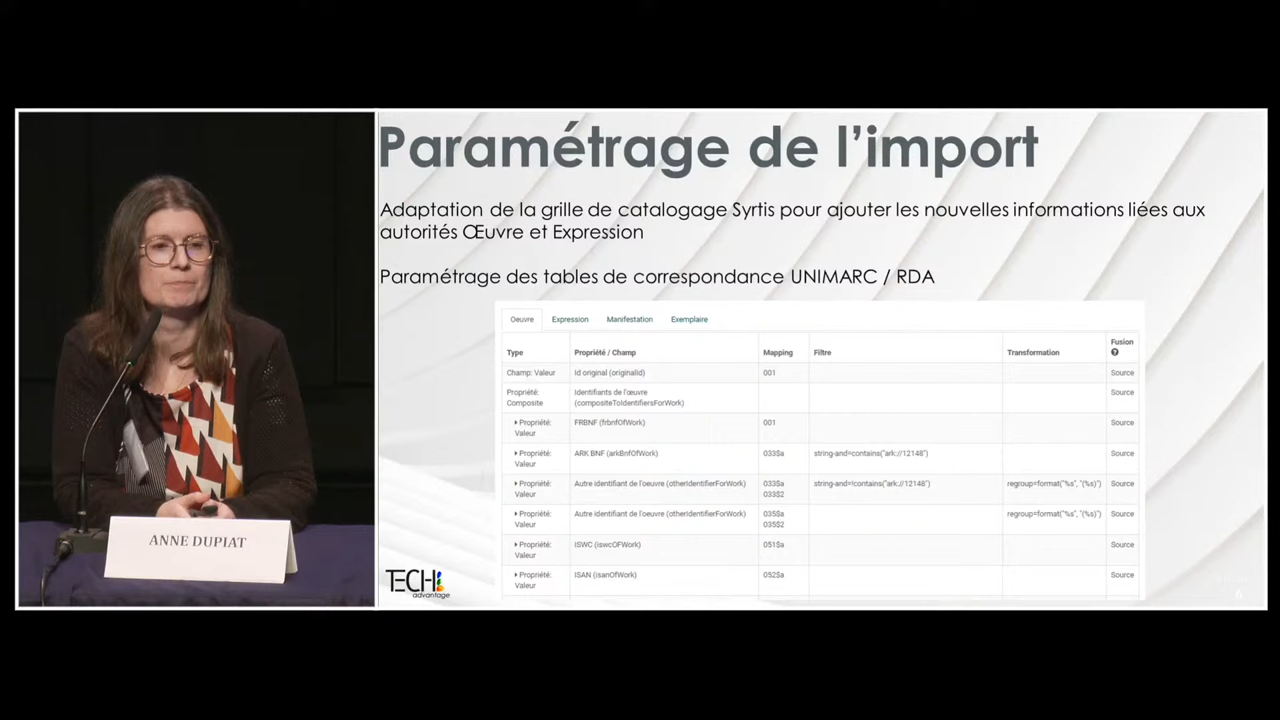 Paramétrage de l'import
Adaptation de la grille de catalogage Syrtis pour ajouter les nouvelles informations liées aux
autorités Œuvre et Expression
Paramétrage des tables de correspondance UNIMARC / RDA
Oeuvre Expression Manifestation Exemplaire
Type Propriété / Champ Mapping Filtre Transformation Fusion
Champ: Valeur Id original (originalId) 001 Source
Propriété: Composite Identifiants de l'œuvre (compositeToIdentifiersForWork) Source
Propriété: Valeur FRBNF (frbnfOfWork) 001 Source
Propriété: Valeur ARK BNF (arkBnfOfWork) 033$a string-and=contains("ark://12148") Source
Propriété: Valeur Autre identifiant de l'oeuvre (otherIdentifierForWork) 033$a 033$2 string-and=!contains("ark://12148") regroup=format("%s", "(%s)") Source
Propriété: Valeur Autre identifiant de l'oeuvre (otherIdentifierForWork) 035$a 035$2 regroup=format("%s", "(%s)") Source
Propriété: Valeur ISWC (iswcOFWork) 051$a Source
Propriété: Valeur ISAN (isanOfWork) 052$a Source
ANNE DUPIAT
TECH
advantage
6